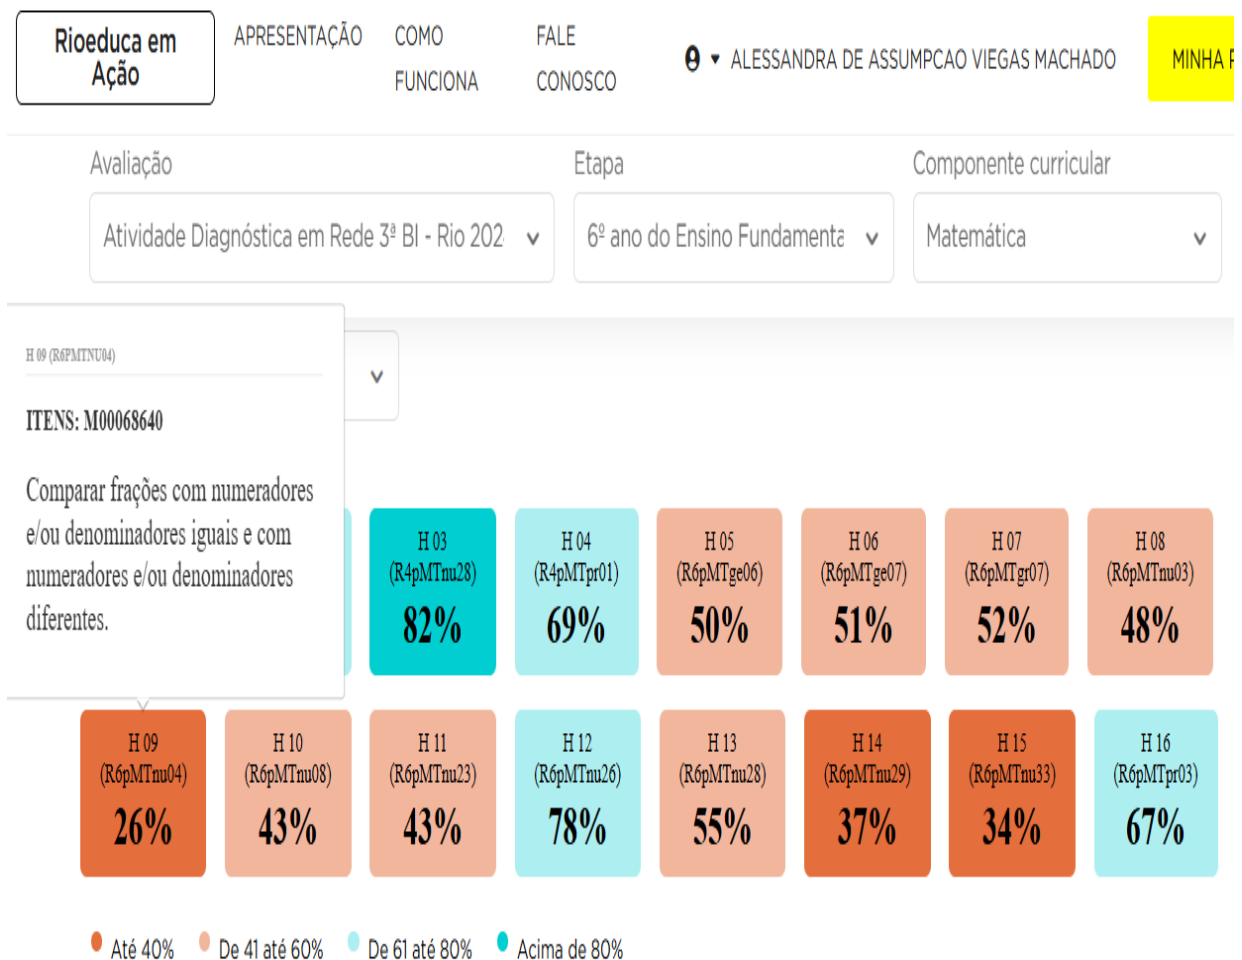 Rioeduca em
Ação
APRESENTAÇÃO
COMO
FUNCIONA
FALE
CONOSCO
ALESSANDRA DE ASSUMPCAO VIEGAS MACHADO
MINHA
Avaliação
Etapa
Componente curricular
Atividade Diagnóstica em Rede 3ª BI - Rio 202
6º ano do Ensino Fundamenta
Matemática
H 09 (R6PMTNU04)
ITENS: M00068640
Comparar frações com numeradores
e/ou denominadores iguais e com
numeradores e/ou denominadores
diferentes.
H 03
(R4pMTnu28)
82%
H 04
(R4pMTpr01)
69%
H 05
(R6pMTge06)
50%
H 06
(R6pMTge07)
51%
H 07
(R6pMTgr07)
52%
H 08
(R6pMTnu03)
48%
H 09
(R6pMTnu04)
26%
H 10
(R6pMTnu08)
43%
H 11
(R6pMTnu23)
43%
H 12
(R6pMTnu26)
78%
H 13
(R6pMTnu28)
55%
H 14
(R6pMTnu29)
37%
H 15
(R6pMTnu33)
34%
H 16
(R6pMTpr03)
67%
Até 40%
De 41 até 60%
De 61 até 80%
Acima de 80%